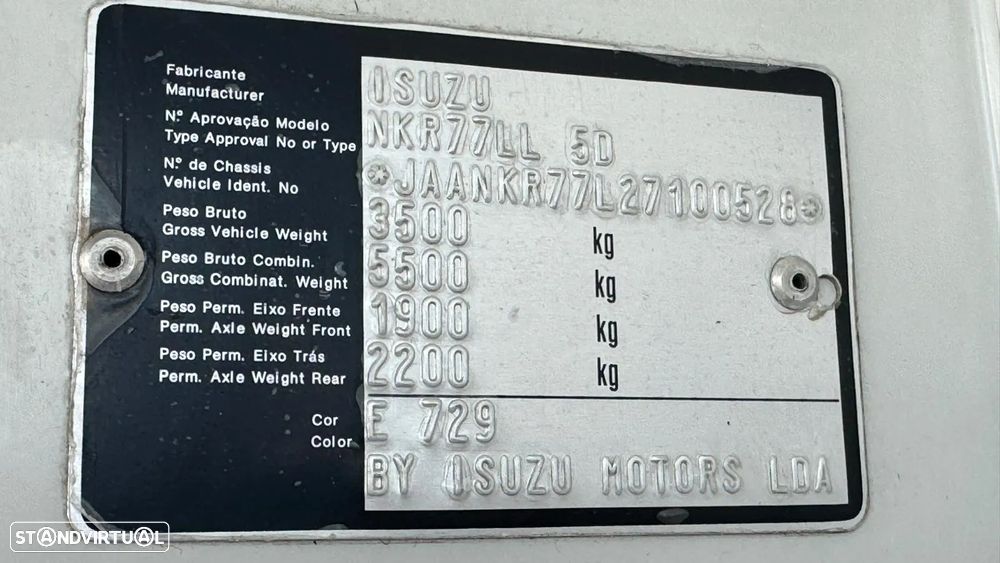 Fabricante
Manufacturer
ISUZU
Nº Aprovação Modelo
Type Approval No or Type
NKR77LL 5D
Nº de Chassis
Vehicle Ident. No
*JAANKR77L27100528*
Peso Bruto
Gross Vehicle Weight
3500 kg
Peso Bruto Combin.
Gross Combinat. Weight
5500 kg
Peso Perm. Eixo Frente
Perm. Axle Weight Front
1900 kg
Peso Perm. Eixo Trás
Perm. Axle Weight Rear
2200 kg
Cor
Color
E 729
BY ISUZU MOTORS LDA
STANDVIRTUAL